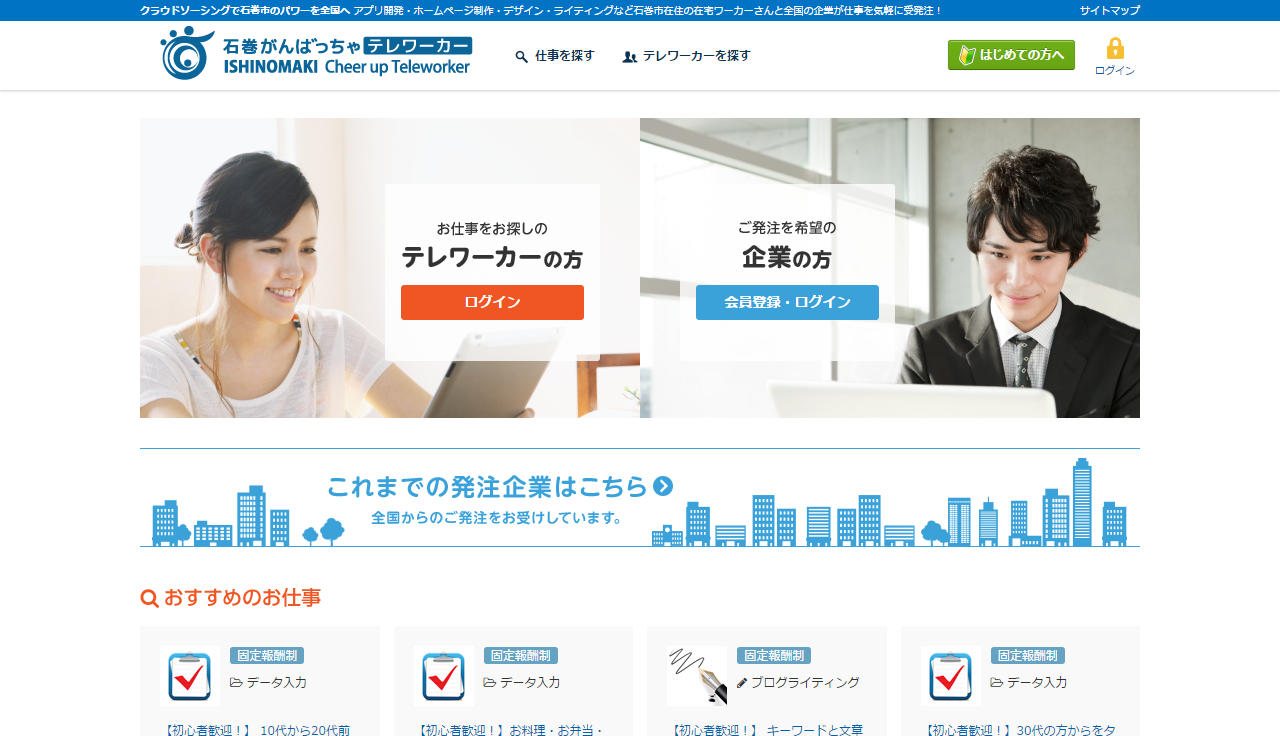 クラウドソーシングで石巻市のパワーを全国へ アプリ開発・ホームページ制作・デザイン・ライティングなど石巻市在住の在宅ワーカーさんと全国の企業が仕事を気軽に受発注！ サイトマップ
石巻がんばっちゃ テレワーカー
ISHINOMAKI Cheer up Teleworker
仕事を探す テレワーカーを探す
はじめての方へ
ログイン
お仕事をお探しの
テレワーカーの方
ログイン
ご発注を希望の
企業の方
会員登録・ログイン
これまでの発注企業はこちら
全国からのご発注をお受けしています。
おすすめのお仕事
固定報酬制
データ入力
【初心者歓迎！】 10代から20代前
固定報酬制
データ入力
【初心者歓迎！】お料理・お弁当・
固定報酬制
ブログライティング
【初心者歓迎！】 キーワードと文章
固定報酬制
データ入力
【初心者歓迎！】30代の方からをタ